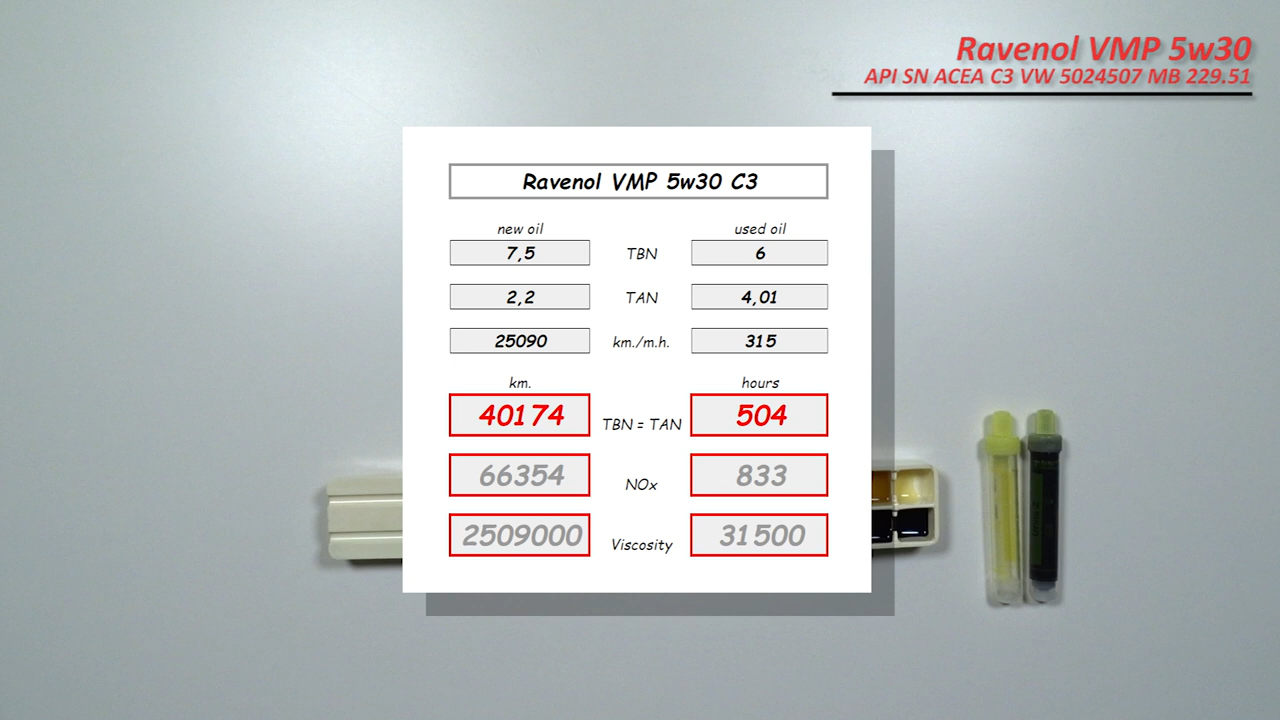 Ravenol VMP 5w30
API SN ACEA C3 VW 5024507 MB 229.51
Ravenol VMP 5w30 C3
new oil used oil
7,5 TBN 6
2,2 TAN 4,01
25090 km./m.h. 315
km. hours
40174 TBN = TAN 504
66354 NOx 833
2509000 Viscosity 31500